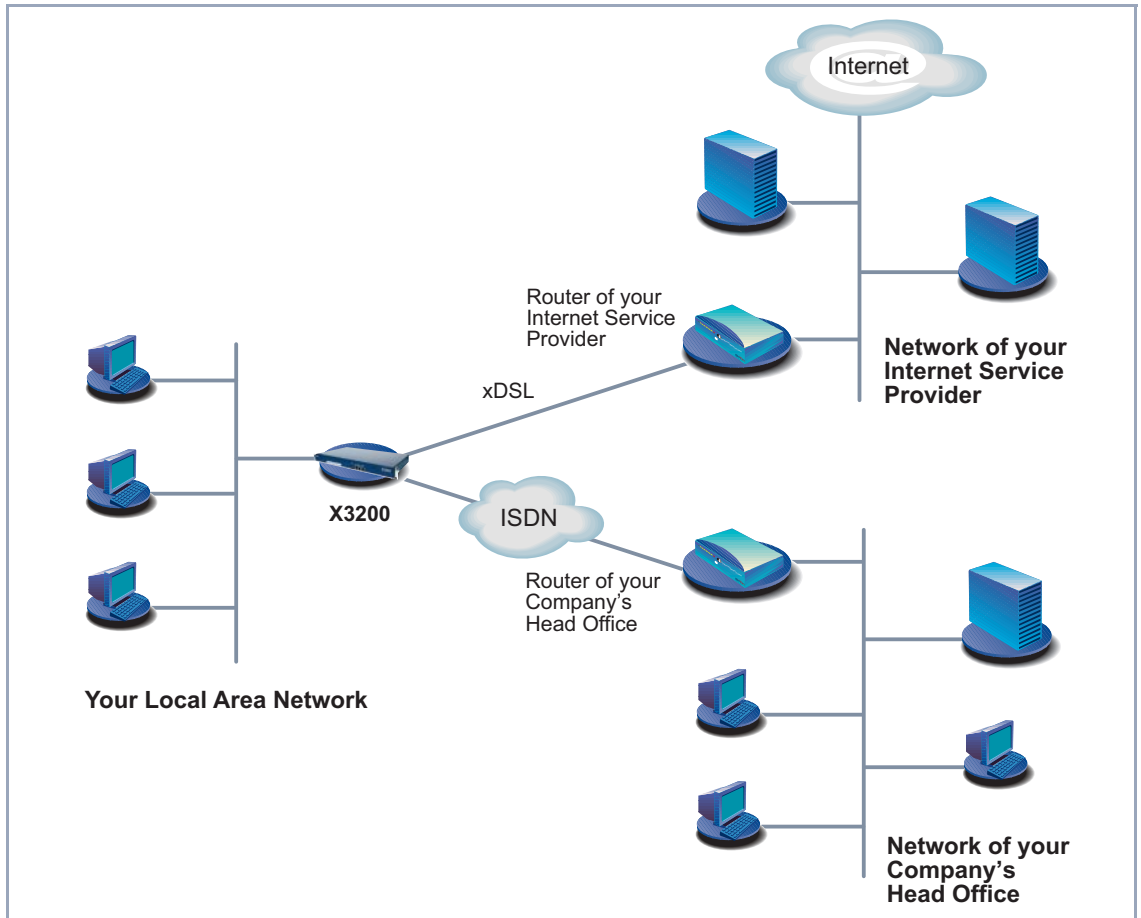 Internet
Router of your
Internet Service
Provider
Network of your
Internet Service
Provider
xDSL
X3200
ISDN
Router of your
Company's
Head Office
Your Local Area Network
Network of your
Company's
Head Office